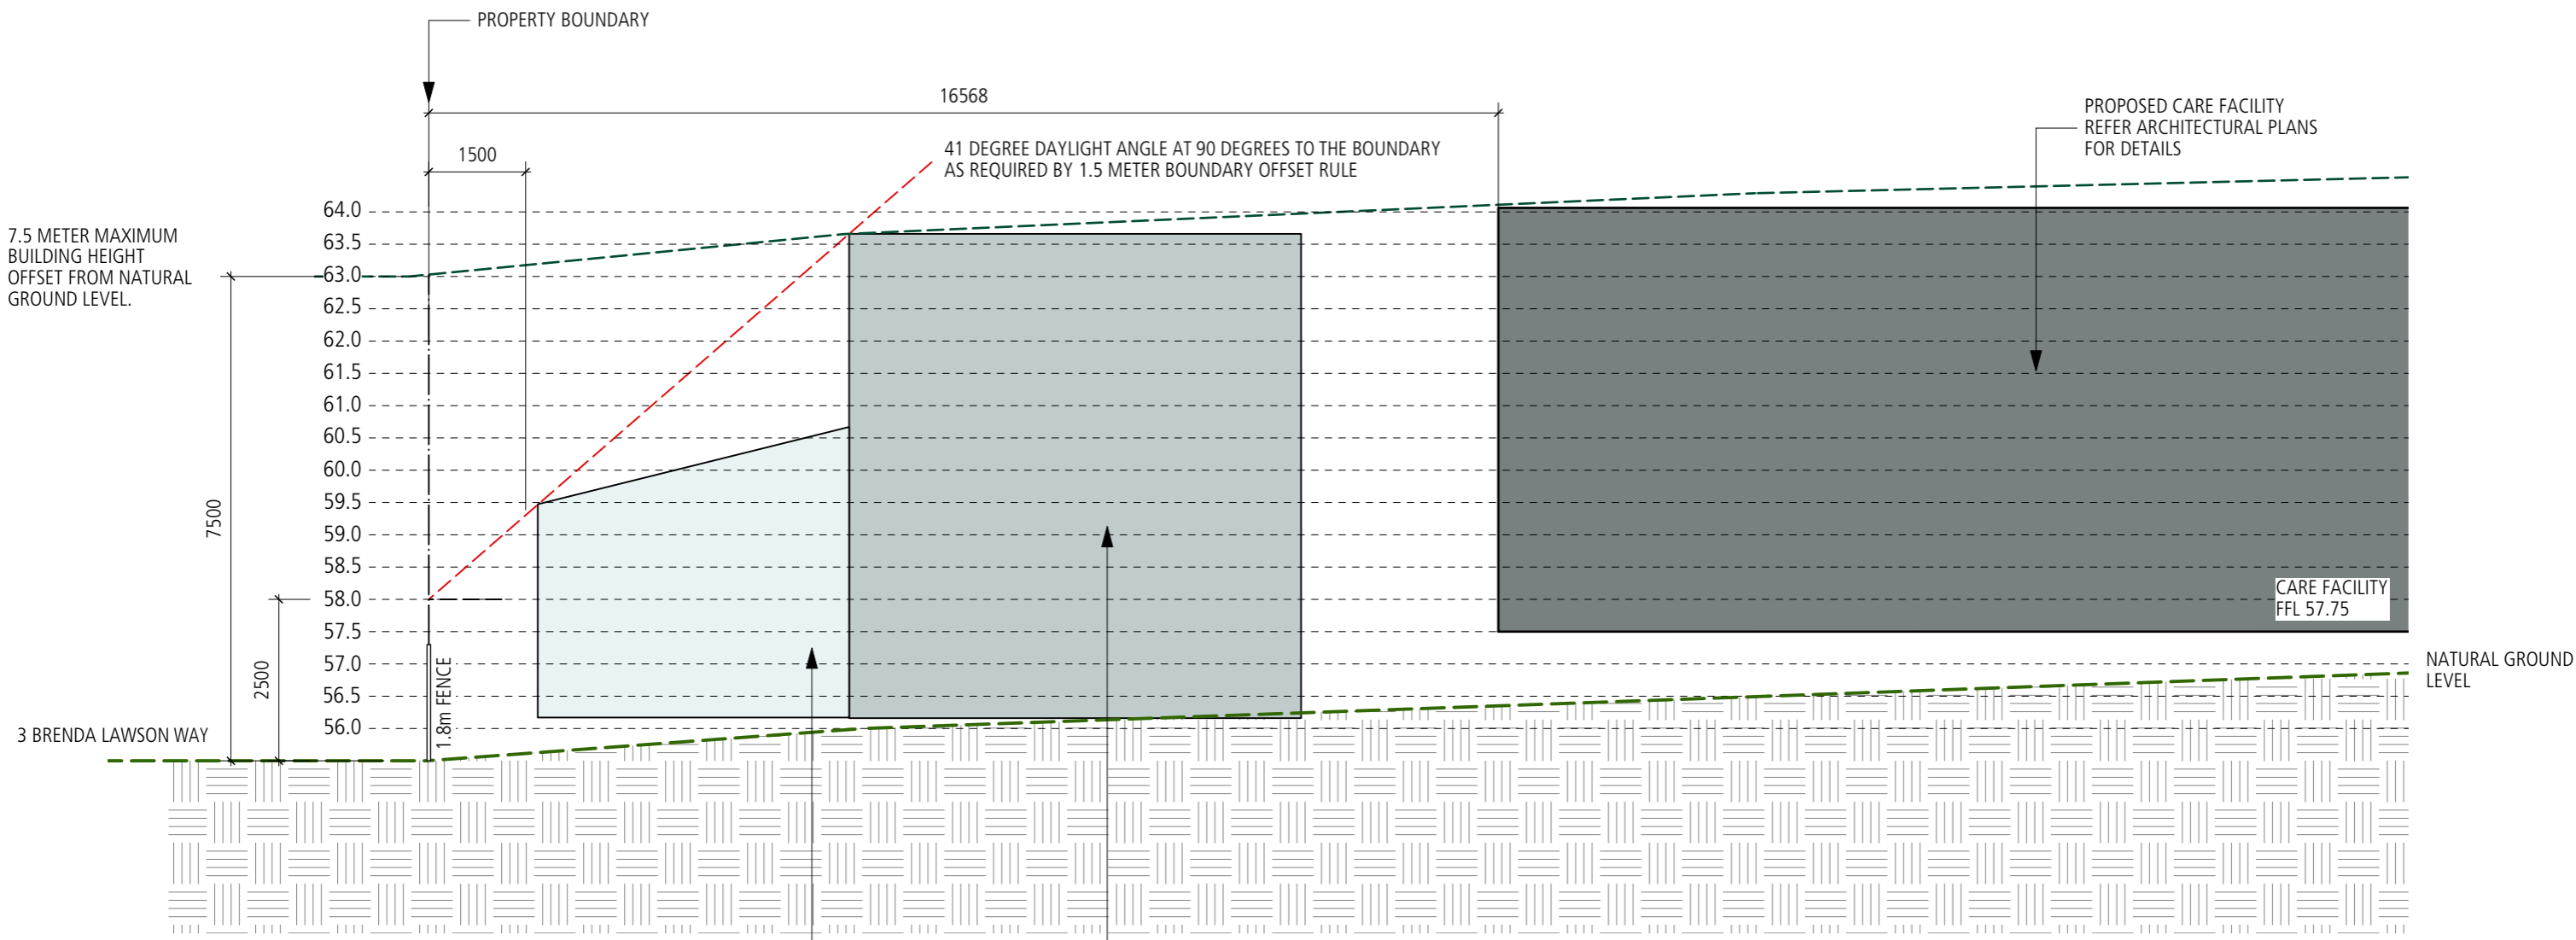 PROPERTY BOUNDARY
16568
PROPOSED CARE FACILITY
REFER ARCHITECTURAL PLANS
FOR DETAILS
1500
41 DEGREE DAYLIGHT ANGLE AT 90 DEGREES TO THE BOUNDARY
AS REQUIRED BY 1.5 METER BOUNDARY OFFSET RULE
7.5 METER MAXIMUM
BUILDING HEIGHT
OFFSET FROM NATURAL
GROUND LEVEL.
64.0
63.5
63.0
62.5
62.0
61.5
61.0
60.5
60.0
59.5
59.0
58.5
58.0
57.5
57.0
56.5
56.0
7500
2500
1.8m FENCE
CARE FACILITY
FFL 57.75
NATURAL GROUND
LEVEL
3 BRENDA LAWSON WAY